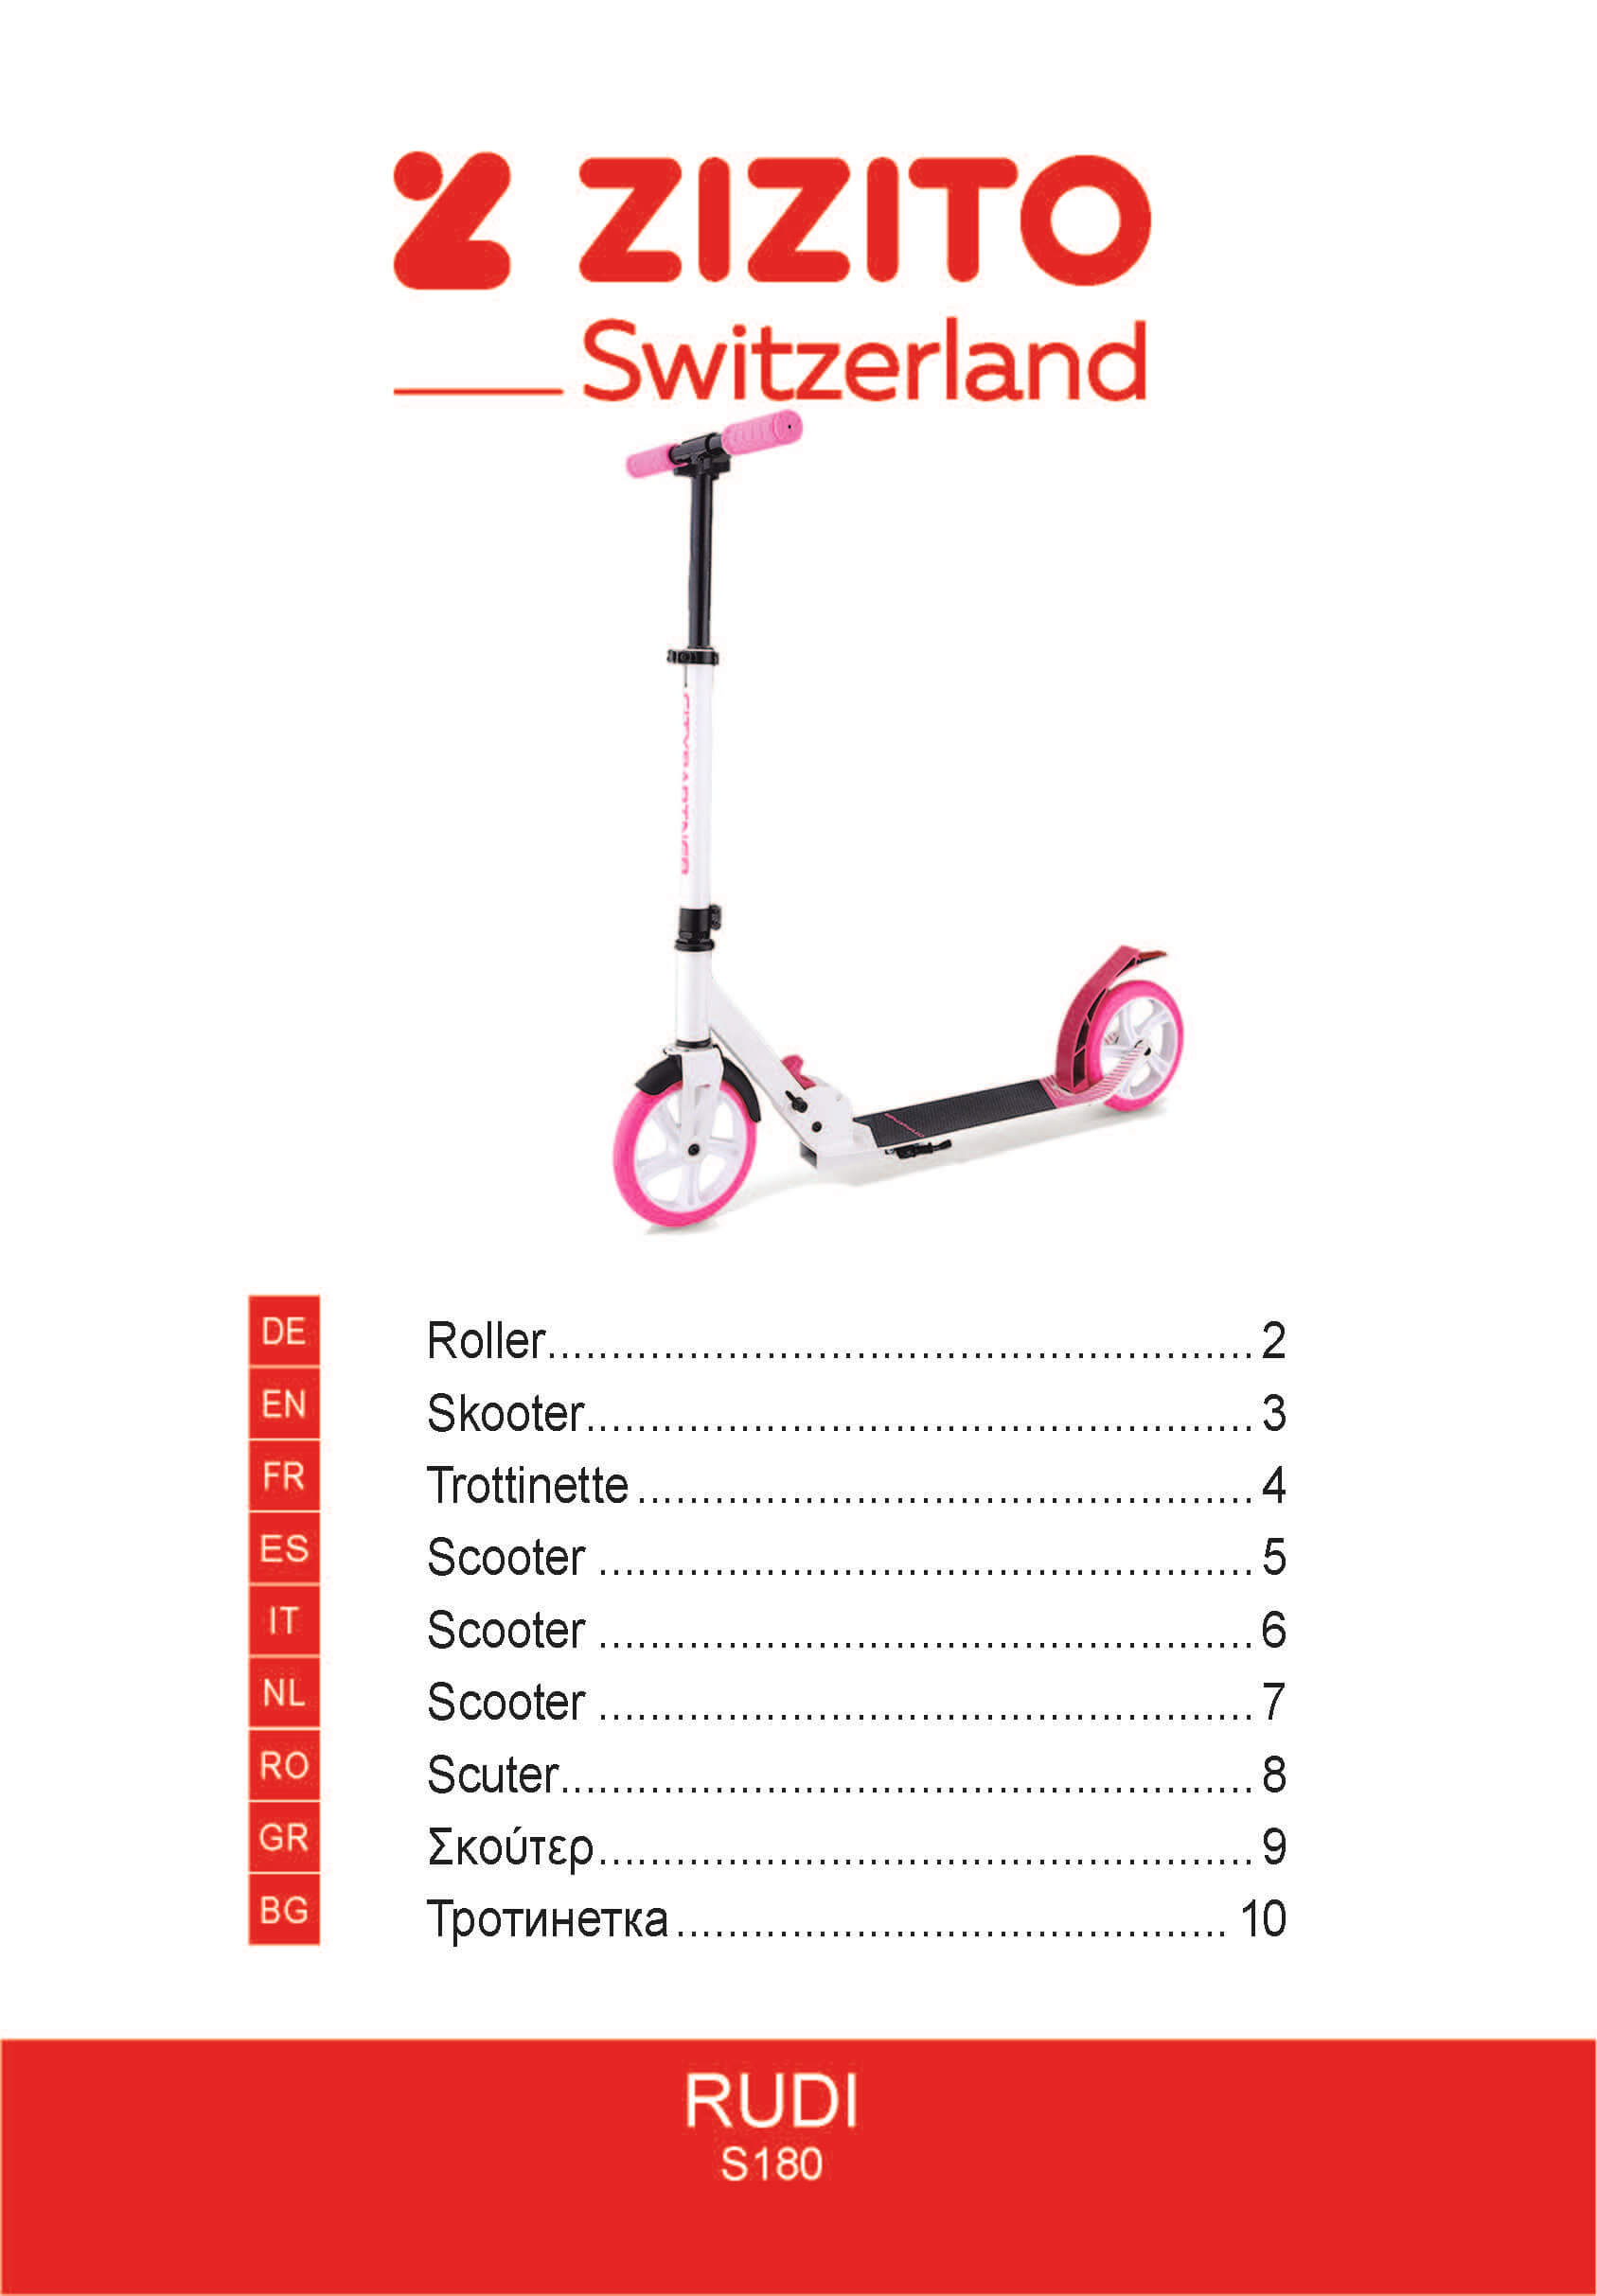 ZIZITO
Switzerland
CITYPARTNER
DE Roller 2
EN Skooter 3
FR Trottinette 4
ES Scooter 5
IT Scooter 6
NL Scooter 7
RO Scuter 8
GR Σκούτερ 9
BG Тротинетка 10
RUDI
S180